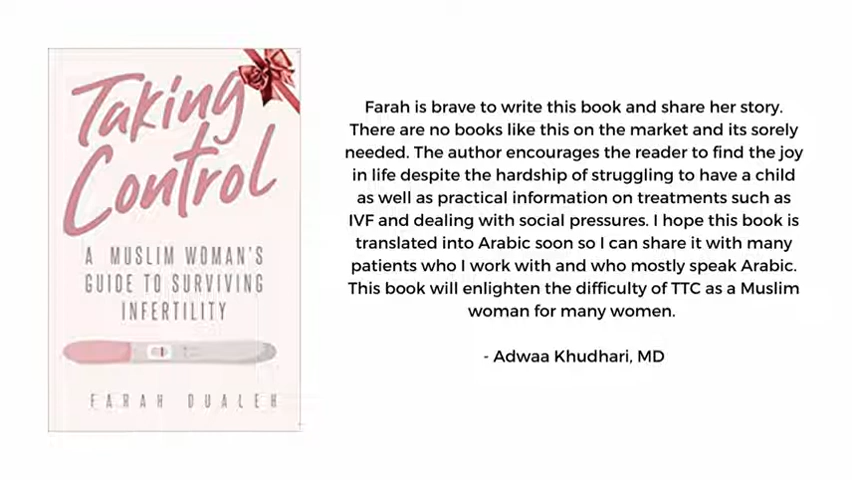 Taking
Control
A MUSLIM WOMAN'S
GUIDE TO SURVIVING
INFERTILITY
FARAH DUALEH
Farah is brave to write this book and share her story.
There are no books like this on the market and its sorely
needed. The author encourages the reader to find the joy
in life despite the hardship of struggling to have a child
as well as practical information on treatments such as
IVF and dealing with social pressures. I hope this book is
translated into Arabic soon so I can share it with many
patients who I work with and who mostly speak Arabic.
This book will enlighten the difficulty of TTC as a Muslim
woman for many women.
- Adwaa Khudhari, MD